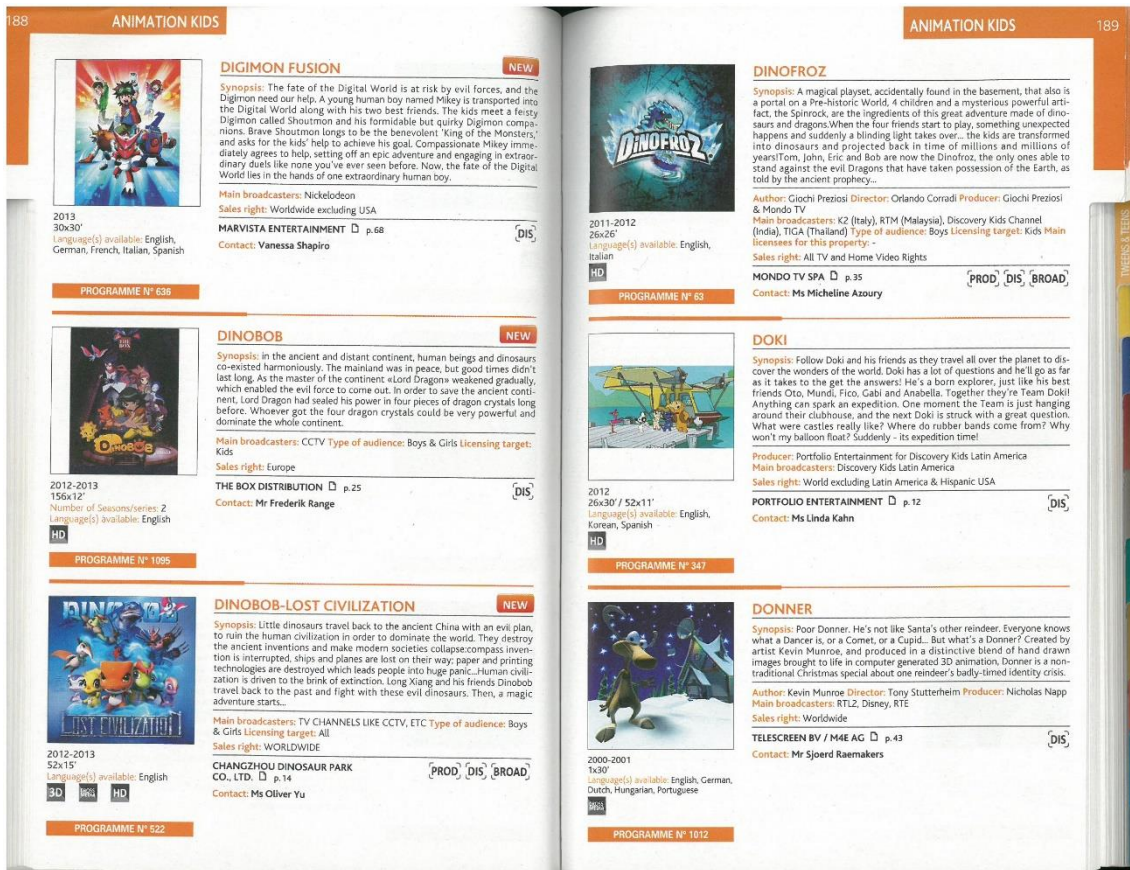 188 ANIMATION KIDS
DIGIMON FUSION
NEW
Synopsis: The fate of the Digital World is at risk by evil forces, and the
Digimon need our help. A young human boy named Mikey is transported into
the Digital World along with his two best friends. The kids meet a feisty
Digimon called Shoutmon and his formidable but quirky Digimon compa-
nions. Brave Shoutmon longs to be the benevolent 'King of the Monsters,'
and asks for the kids' help to achieve his goal. Compassionate Mikey imme-
diately agrees to help, setting off an epic adventure and engaging in extraor-
dinary duels like none you've ever seen before. Now, the fate of the Digital
World lies in the hands of one extraordinary human boy.
Main broadcasters: Nickelodeon
Sales right: Worldwide excluding USA
MARVISTA ENTERTAINMENT p.68
DIS
Contact: Vanessa Shapiro
2013
30x30'
Language(s) available: English,
German, French, Italian, Spanish
PROGRAMME N° 636
DINOBOB
NEW
Synopsis: in the ancient and distant continent, human beings and dinosaurs
co-existed harmoniously. The mainland was in peace, but good times didn't
last long. As the master of the continent «Lord Dragon» weakened gradually,
which enabled the evil force to come out. In order to save the ancient conti-
nent, Lord Dragon had sealed his power in four pieces of dragon crystals long
before. Whoever got the four dragon crystals could be very powerful and
dominate the whole continent.
Main broadcasters: CCTV Type of audience: Boys & Girls Licensing target:
Kids
Sales right: Europe
THE BOX DISTRIBUTION p.25
DIS
Contact: Mr Frederik Range
THE BOX
DINOBOB
2012-2013
156x12'
Number of Seasons/series: 2
Language(s) available: English
HD
PROGRAMME N° 1095
DINOBOB-LOST CIVILIZATION
NEW
Synopsis: Little dinosaurs travel back to the ancient China with an evil plan,
to ruin the human civilization in order to dominate the world. They destroy
the ancient inventions and make modern societies collapse:compass inven-
tion is interrupted, ships and planes are lost on their way; paper and printing
technologies are destroyed which leads people into huge panic...Human civili-
zation is driven to the brink of extinction. Long Xiang and his friends Dinobob
travel back to the past and fight with these evil dinosaurs. Then, a magic
adventure starts...
Main broadcasters: TV CHANNELS LIKE CCTV, ETC Type of audience: Boys
& Girls Licensing target: All
Sales right: WORLDWIDE
CHANGZHOU DINOSAUR PARK
CO., LTD. p.14
PROD DIS BROAD
Contact: Ms Oliver Yu
DINOBOB
LOST CIVILIZATION
2012-2013
52x15'
Language(s) available: English
3D HD
PROGRAMME N° 522
ANIMATION KIDS 189
DINOFROZ
Synopsis: A magical playset, accidentally found in the basement, that also is
a portal on a Pre-historic World, 4 children and a mysterious powerful arti-
fact, the Spinrock, are the ingredients of this great adventure made of dino-
saurs and dragons.When the four friends start to play, something unexpected
happens and suddenly a blinding light takes over... the kids are transformed
into dinosaurs and projected back in time of millions and millions of
years!Tom, John, Eric and Bob are now the Dinofroz, the only ones able to
stand against the evil Dragons that have taken possession of the Earth, as
told by the ancient prophecy...
Author: Giochi Preziosi Director: Orlando Corradi Producer: Giochi Preziosi
& Mondo TV
Main broadcasters: K2 (Italy), RTM (Malaysia), Discovery Kids Channel
(India), TIGA (Thailand) Type of audience: Boys Licensing target: Kids Main
licensees for this property: -
Sales right: All TV and Home Video Rights
MONDO TV SPA p.35
PROD DIS BROAD
Contact: Ms Micheline Azoury
DINOFROZ
2011-2012
26x26'
Language(s) available: English,
Italian
HD
PROGRAMME N° 63
DOKI
Synopsis: Follow Doki and his friends as they travel all over the planet to dis-
cover the wonders of the world. Doki has a lot of questions and he'll go as far
as it takes to the get the answers! He's a born explorer, just like his best
friends Oto, Mundi, Fico, Gabi and Anabella. Together they're Team Doki!
Anything can spark an expedition. One moment the Team is just hanging
around their clubhouse, and the next Doki is struck with a great question.
What were castles really like? Where do rubber bands come from? Why
won't my balloon float? Suddenly - its expedition time!
Producer: Portfolio Entertainment for Discovery Kids Latin America
Main broadcasters: Discovery Kids Latin America
Sales right: World excluding Latin America & Hispanic USA
PORTFOLIO ENTERTAINMENT p.12
DIS
Contact: Ms Linda Kahn
2012
26x30' / 52x11'
Language(s) available: English,
Korean, Spanish
HD
PROGRAMME N° 347
DONNER
Synopsis: Poor Donner. He's not like Santa's other reindeer. Everyone knows
what a Dancer is, or a Comet, or a Cupid... But what's a Donner? Created by
artist Kevin Munroe, and produced in a distinctive blend of hand drawn
images brought to life in computer generated 3D animation, Donner is a non-
traditional Christmas special about one reindeer's badly-timed identity crisis.
Author: Kevin Munroe Director: Tony Stutterheim Producer: Nicholas Napp
Main broadcasters: RTL2, Disney, RTE
Sales right: Worldwide
TELESCREEN BV / M4E AG p.43
DIS
Contact: Mr Sjoerd Raemakers
2000-2001
1x30'
Language(s) available: English, German,
Dutch, Hungarian, Portuguese
PROGRAMME N° 1012
TWEENS & TEENS